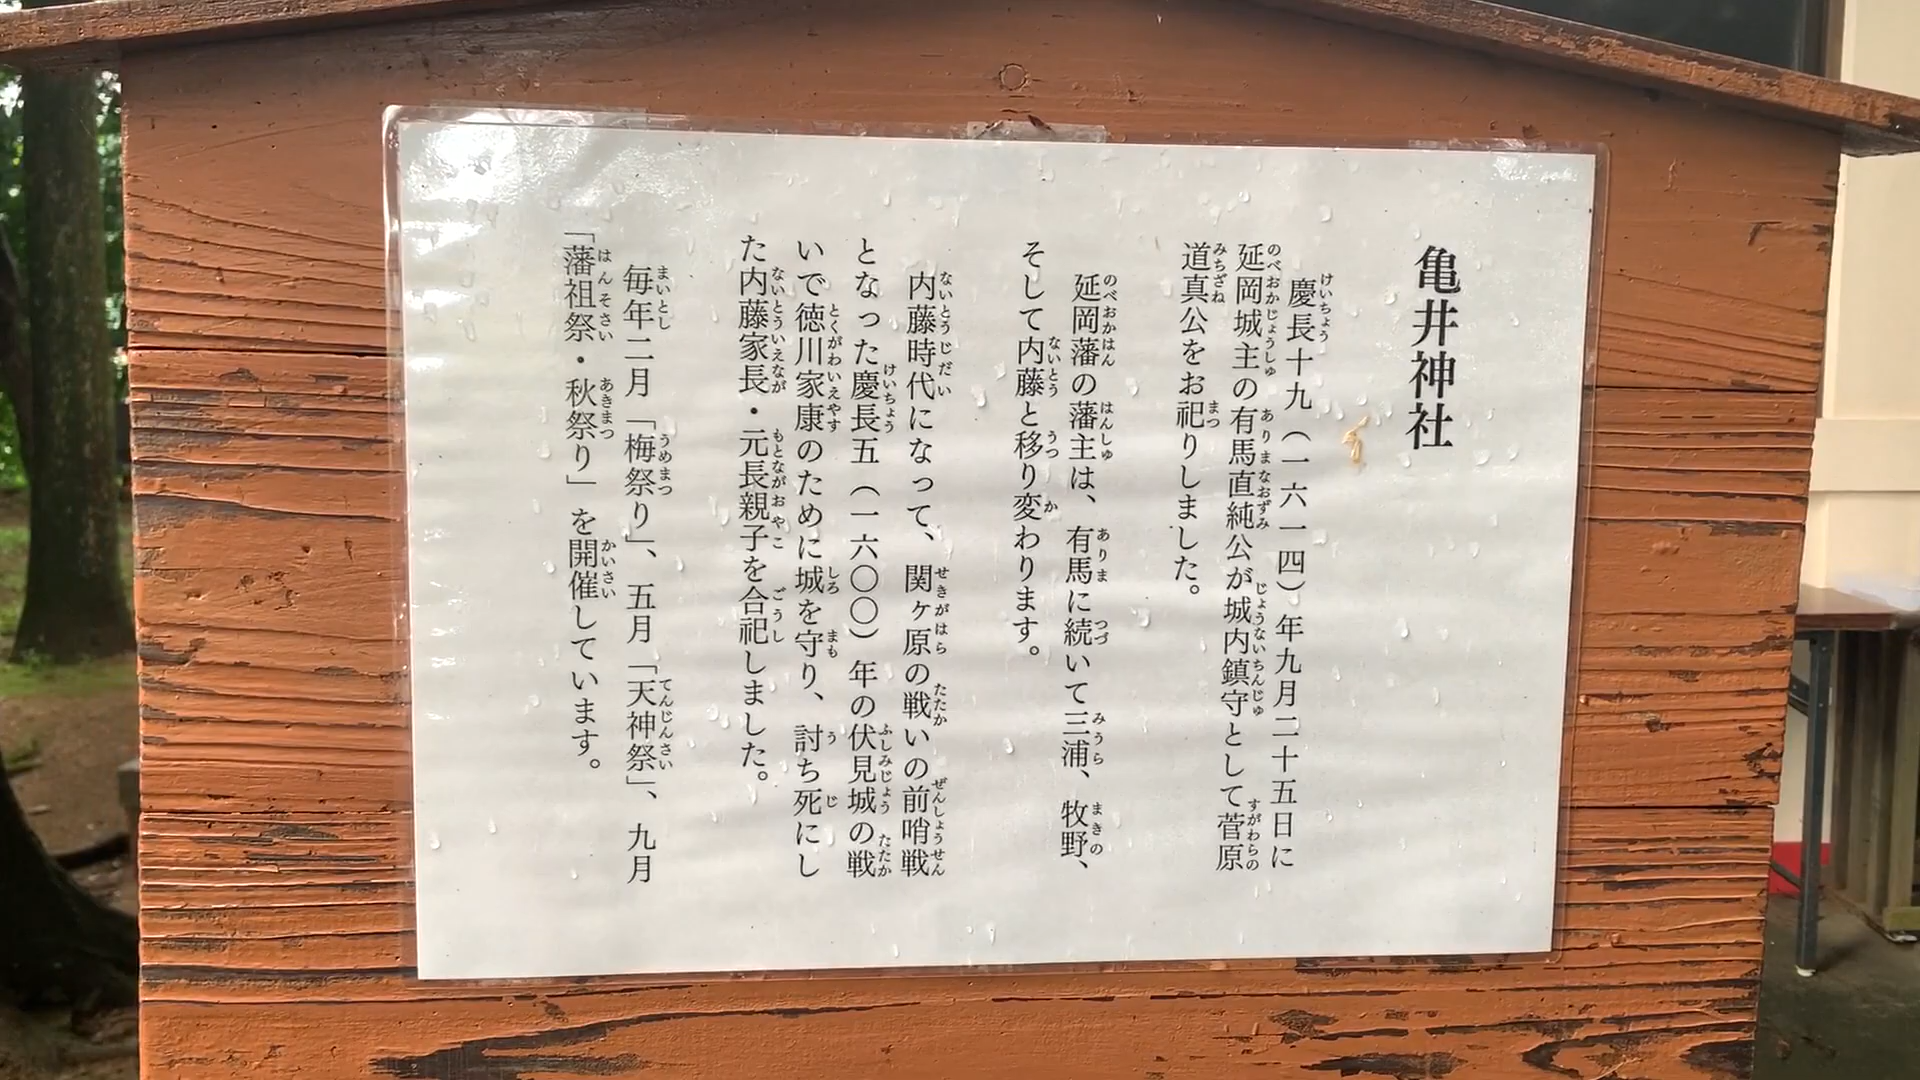 亀井神社
慶長十九（一六一四）年九月二十五日に
延岡城主の有馬直純公が城内鎮守として菅原
道真公をお祀りしました。
延岡藩の藩主は、有馬に続いて三浦、牧野、
そして内藤と移り変わります。
内藤時代になって、関ヶ原の戦いの前哨戦
となった慶長五（一六〇〇）年の伏見城の戦
いで徳川家康のために城を守り、討ち死にし
た内藤家長・元長親子を合祀しました。
毎年二月「梅祭り」、五月「天神祭」、九月
「藩祖祭・秋祭り」を開催しています。